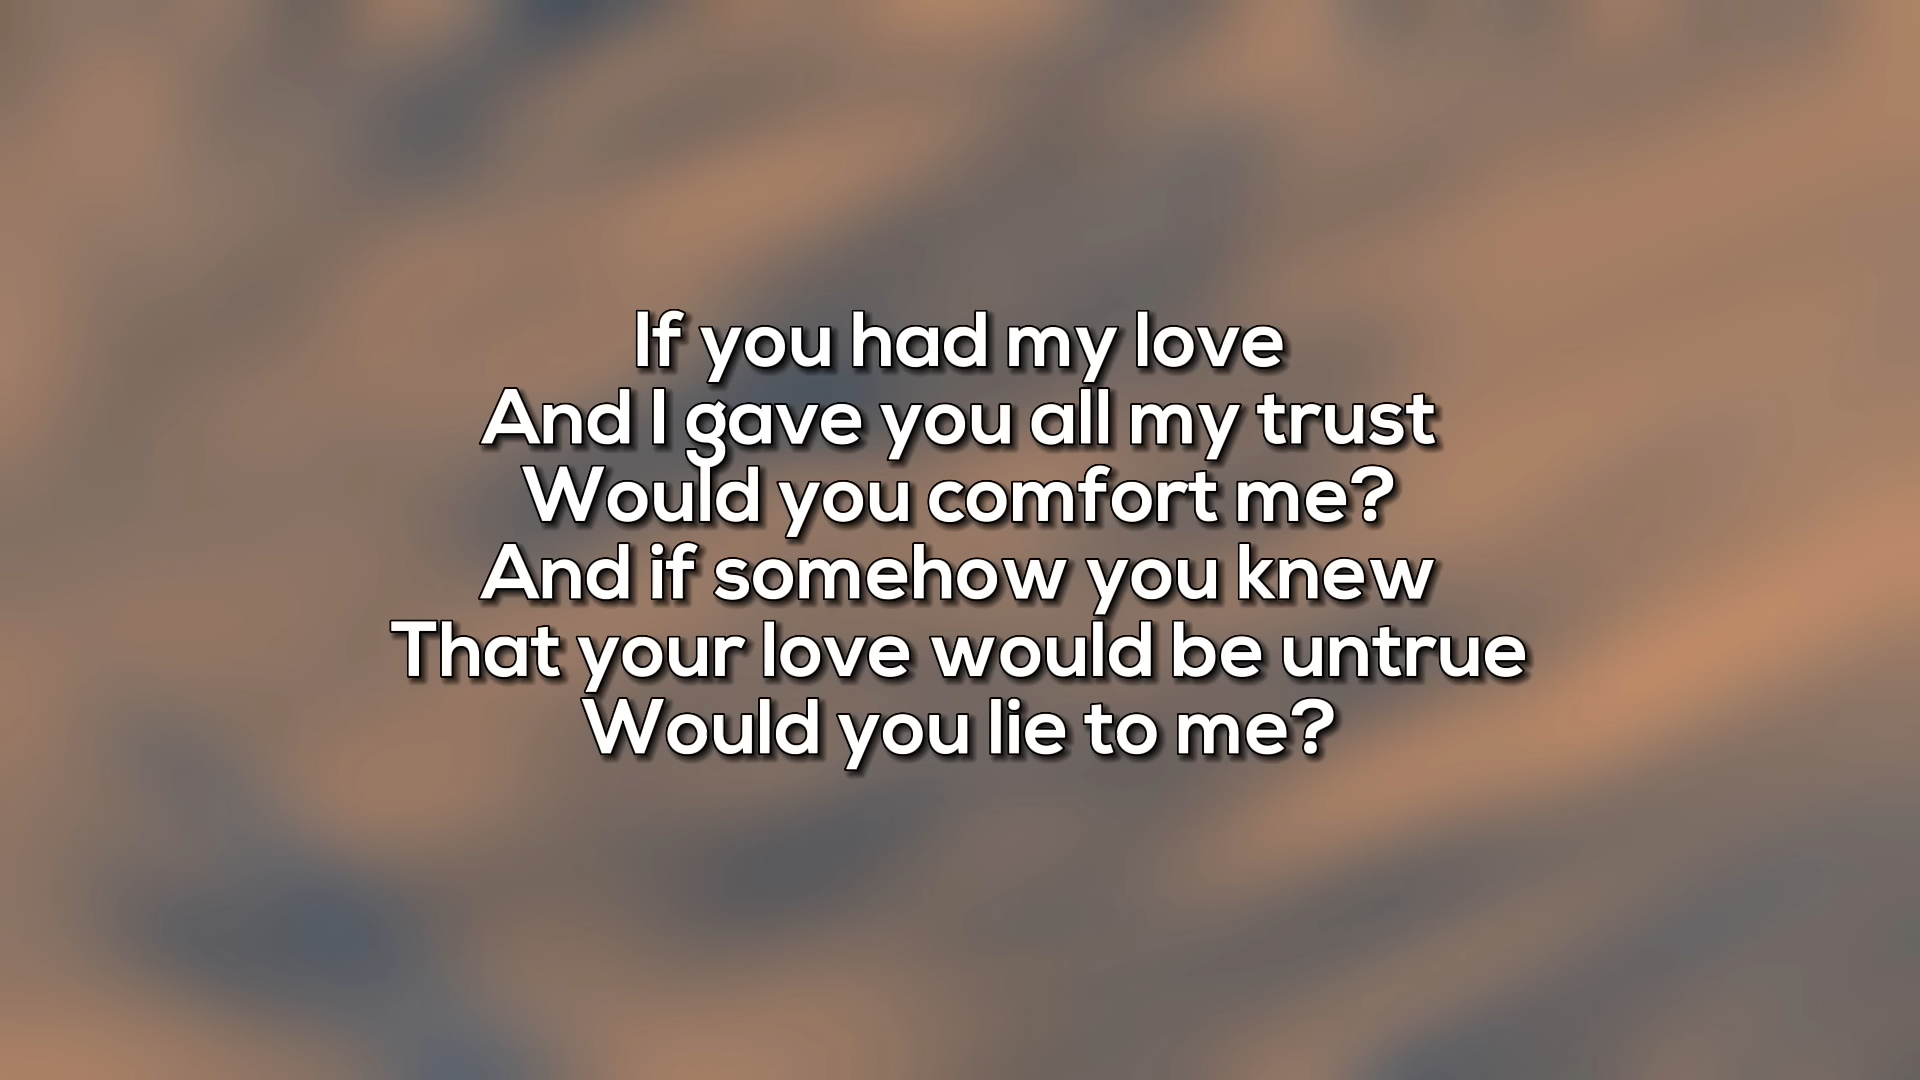 If you had my love
And I gave you all my trust
Would you comfort me?
And if somehow you knew
That your love would be untrue
Would you lie to me?